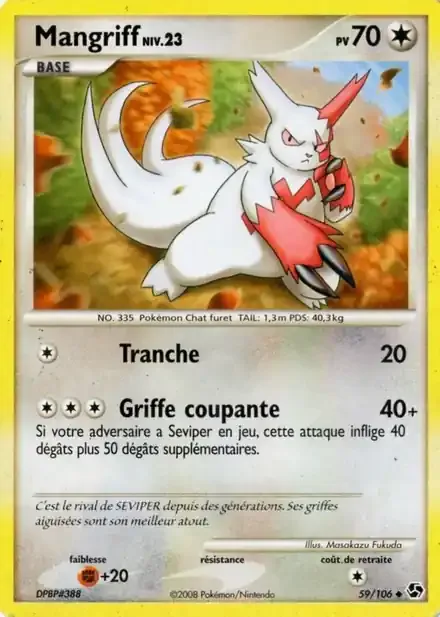 Mangriff NIV.23
PV 70
BASE
NO. 335 Pokémon Chat furet TAIL: 1,3m PDS: 40,3kg
Tranche 20
Griffe coupante 40+
Si votre adversaire a Seviper en jeu, cette attaque inflige 40
dégâts plus 50 dégâts supplémentaires.
C'est le rival de SEVIPER depuis des générations. Ses griffes
aiguisées sont son meilleur atout.
Illus. Masakazu Fukuda
faiblesse résistance coût de retraite
+20
DPBP#388 ©2008 Pokémon/Nintendo 59/106